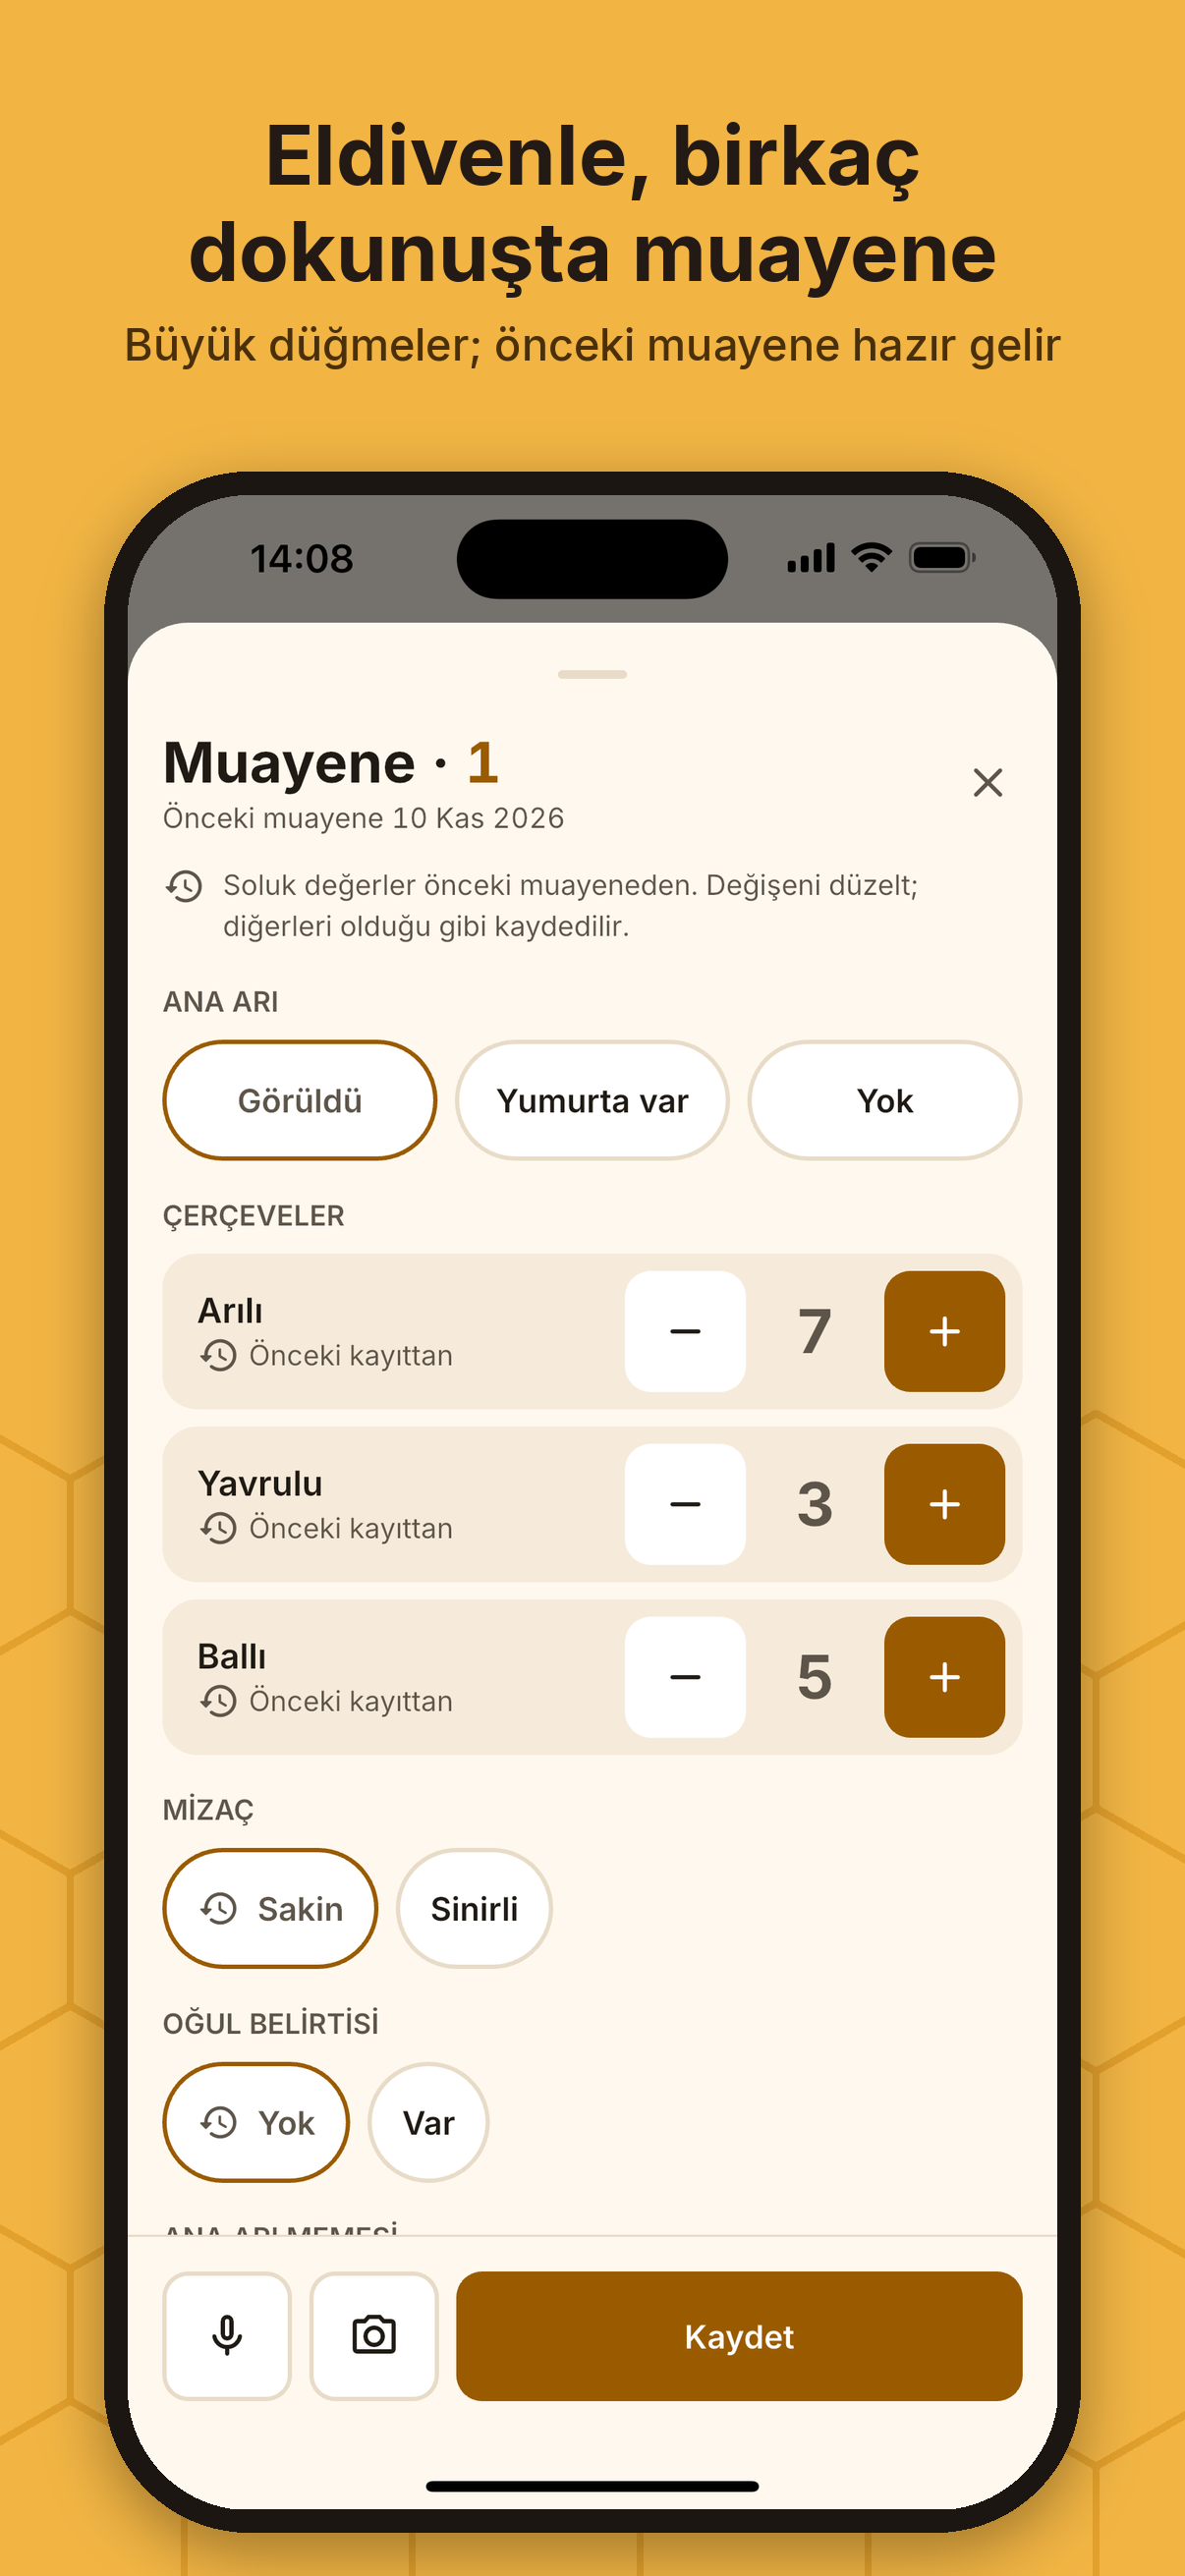 Eldivenle, birkaç
dokunuşta muayene
Büyük düğmeler; önceki muayene hazır gelir
14:08
Muayene · 1
Önceki muayene 10 Kas 2026
Soluk değerler önceki muayeneden. Değişeni düzelt;
diğerleri olduğu gibi kaydedilir.
ANA ARI
Görüldü
Yumurta var
Yok
ÇERÇEVELER
Arılı
Önceki kayıttan
7
Yavrulu
Önceki kayıttan
3
Ballı
Önceki kayıttan
5
MİZAÇ
Sakin
Sinirli
OĞUL BELİRTİSİ
Yok
Var
ANA ARI MEMESİ
Kaydet